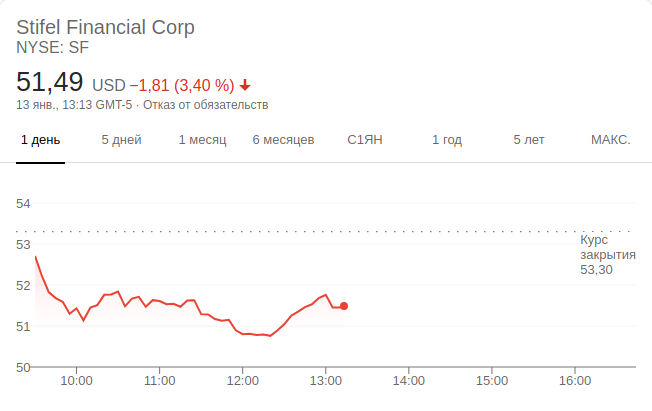 Stifel Financial Corp
NYSE: SF
51,49 USD −1,81 (3,40 %)
13 янв., 13:13 GMT-5 · Отказ от обязательств
1 день 5 дней 1 месяц 6 месяцев С1ЯН 1 год 5 лет МАКС.
54
53
52
51
50
Курс
закрытия
53,30
10:00 11:00 12:00 13:00 14:00 15:00 16:00